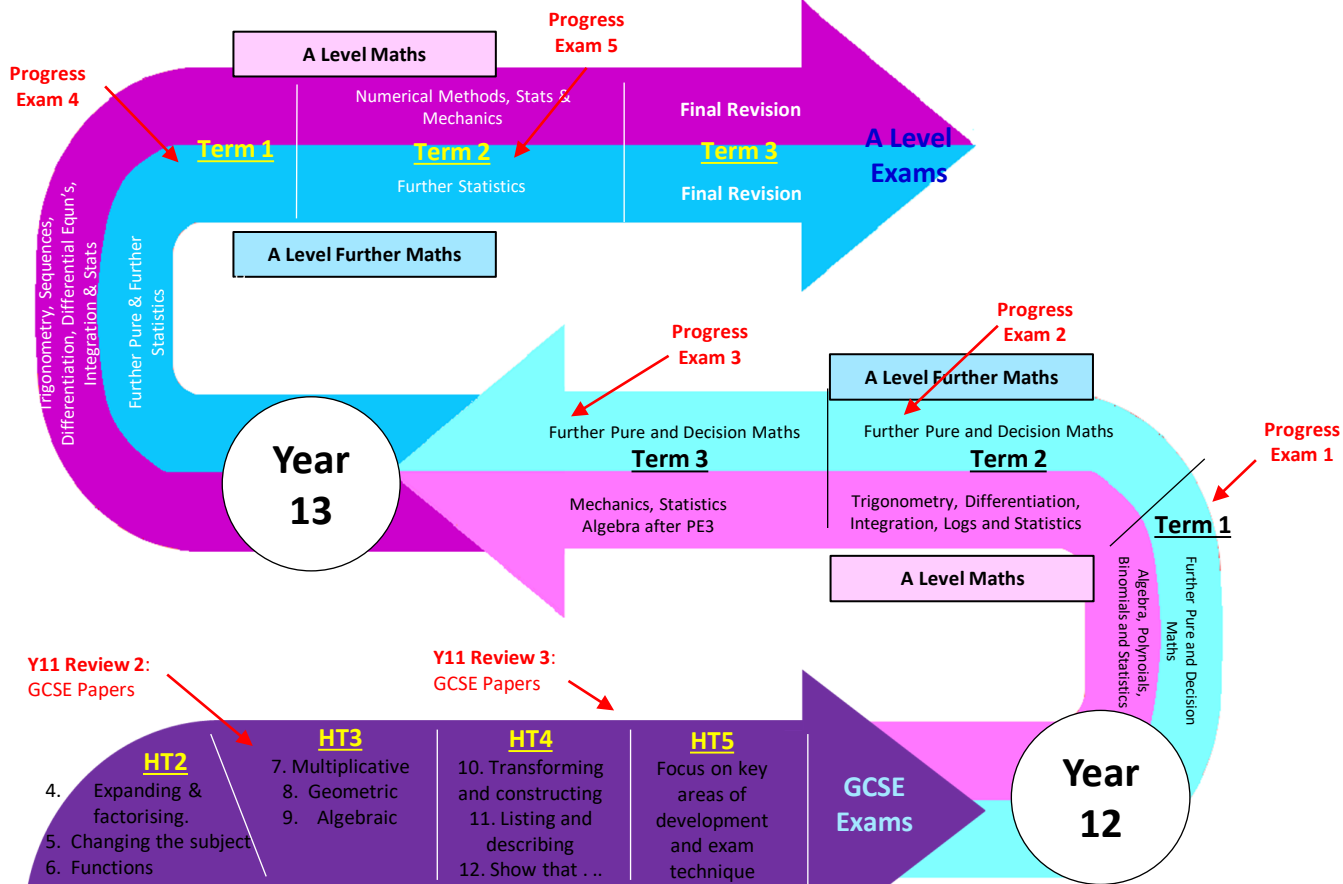 A Level Maths
Progress
Exam 4
Progress
Exam 5
Numerical Methods, Stats &
Mechanics
Final Revision
Term 1
Term 2
Term 3
A Level
Exams
Further Statistics
Final Revision
A Level Further Maths
Trigonometry, Sequences,
Differentiation, Differential Equn's,
Integration & Stats
Further Pure & Further
Statistics
Year
13
Progress
Exam 3
Progress
Exam 2
A Level Further Maths
Progress
Exam 1
Further Pure and Decision Maths
Term 3
Mechanics, Statistics
Algebra after PE3
Further Pure and Decision Maths
Term 2
Trigonometry, Differentiation,
Integration, Logs and Statistics
A Level Maths
Term 1
Further Pure and Decision
Maths
Algebra, Polynoials,
Binomials and Statistics
Year
12
Y11 Review 2:
GCSE Papers
Y11 Review 3:
GCSE Papers
HT2
4. Expanding &
factorising.
5. Changing the subject
6. Functions
HT3
7. Multiplicative
8. Geometric
9. Algebraic
HT4
10. Transforming
and constructing
11. Listing and
describing
12. Show that . ..
HT5
Focus on key
areas of
development
and exam
technique
GCSE
Exams